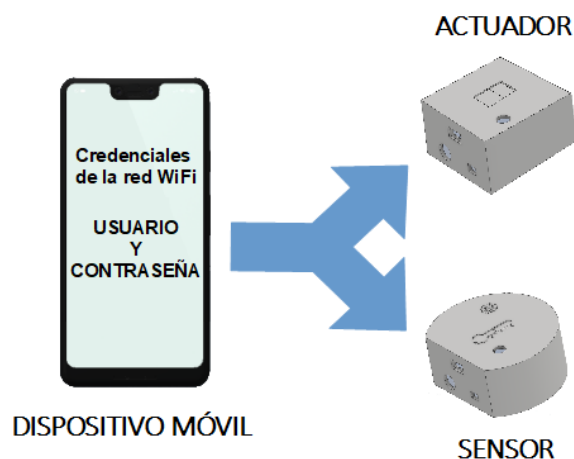 ACTUADOR
Credenciales
de la red WiFi
USUARIO
Y
CONTRASEÑA
DISPOSITIVO MÓVIL
SENSOR